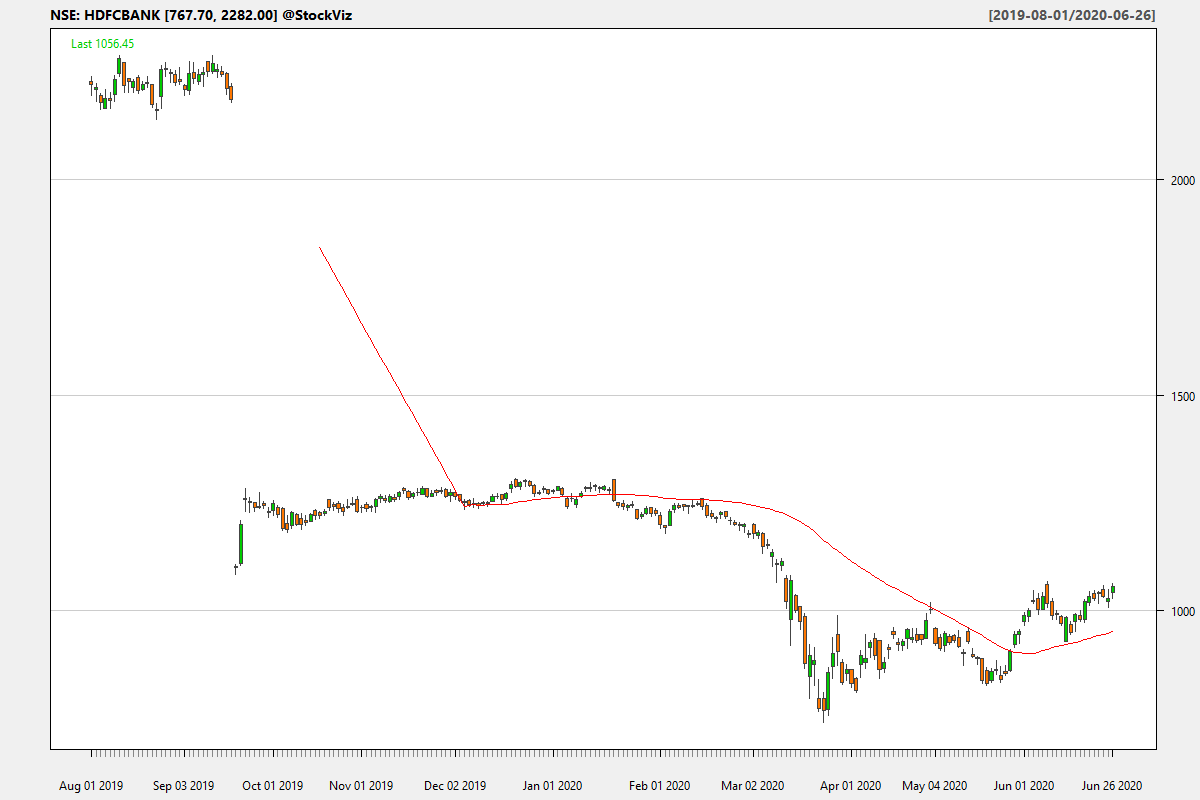 NSE: HDFCBANK [767.70, 2282.00] @StockViz
[2019-08-01/2020-06-26]
Last 1056.45
2000
1500
1000
Aug 01 2019
Sep 03 2019
Oct 01 2019
Nov 01 2019
Dec 02 2019
Jan 01 2020
Feb 01 2020
Mar 02 2020
Apr 01 2020
May 04 2020
Jun 01 2020
Jun 26 2020